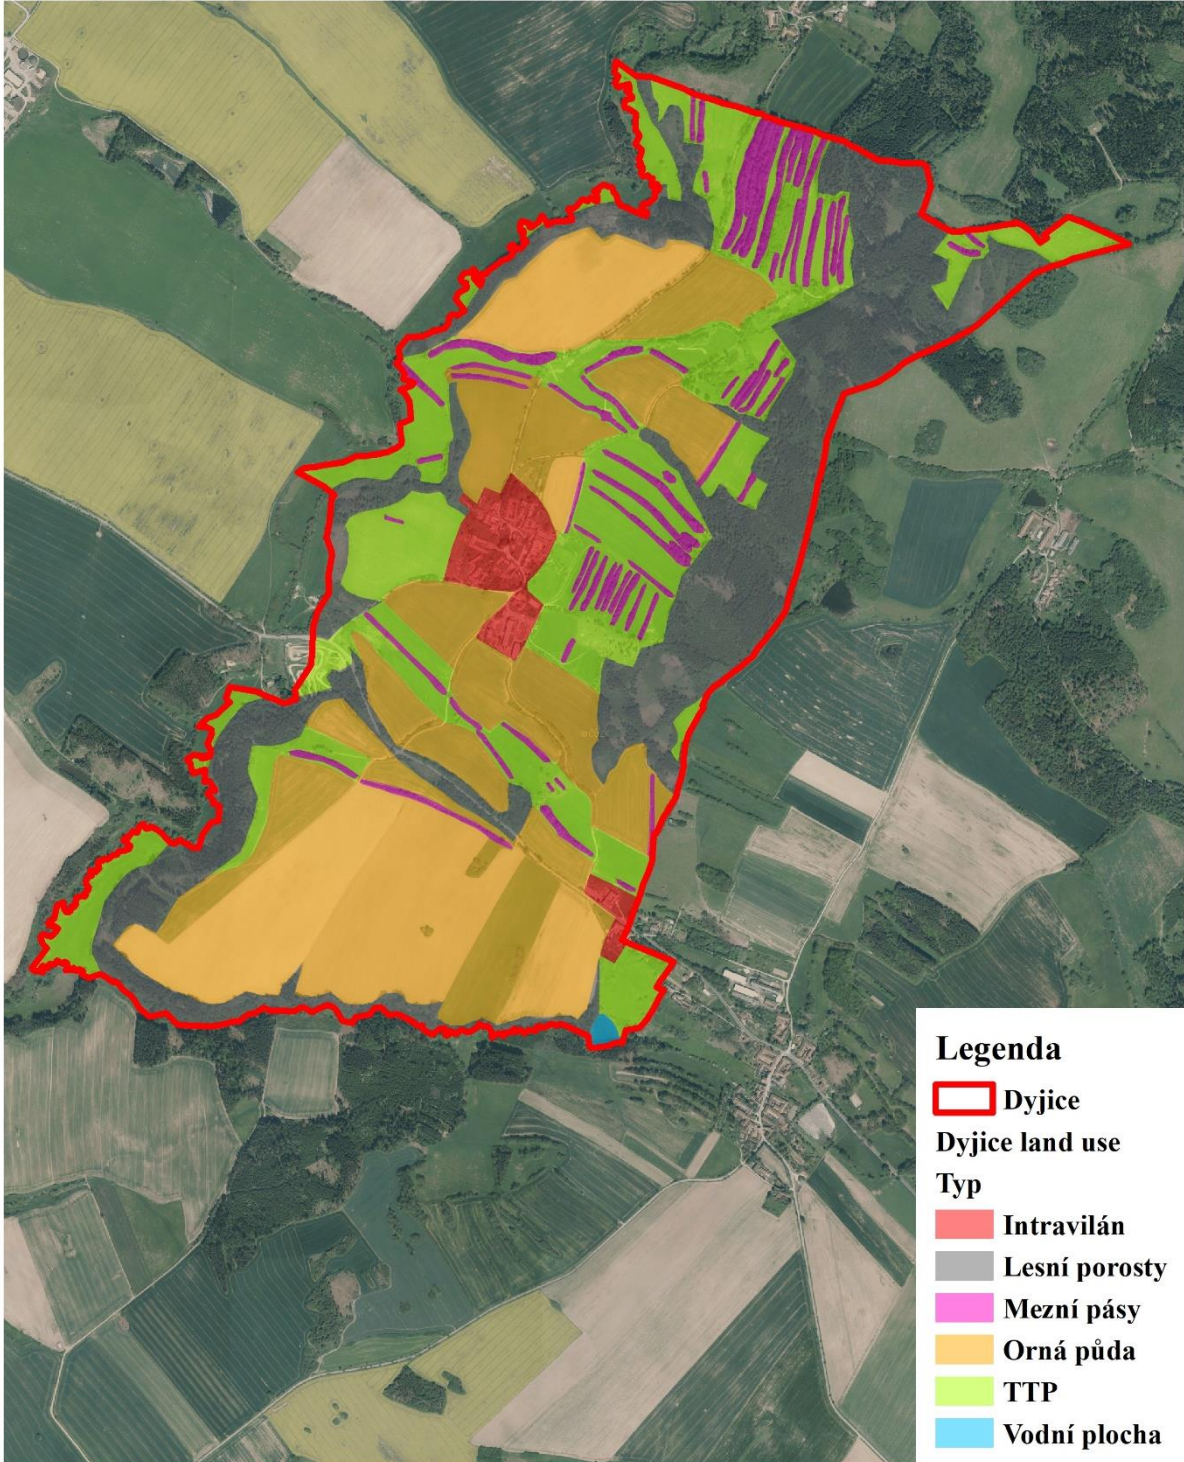 Legenda
Dyjice
Dyjice land use
Typ
Intravilán
Lesní porosty
Mezní pásy
Orná půda
TTP
Vodní plocha